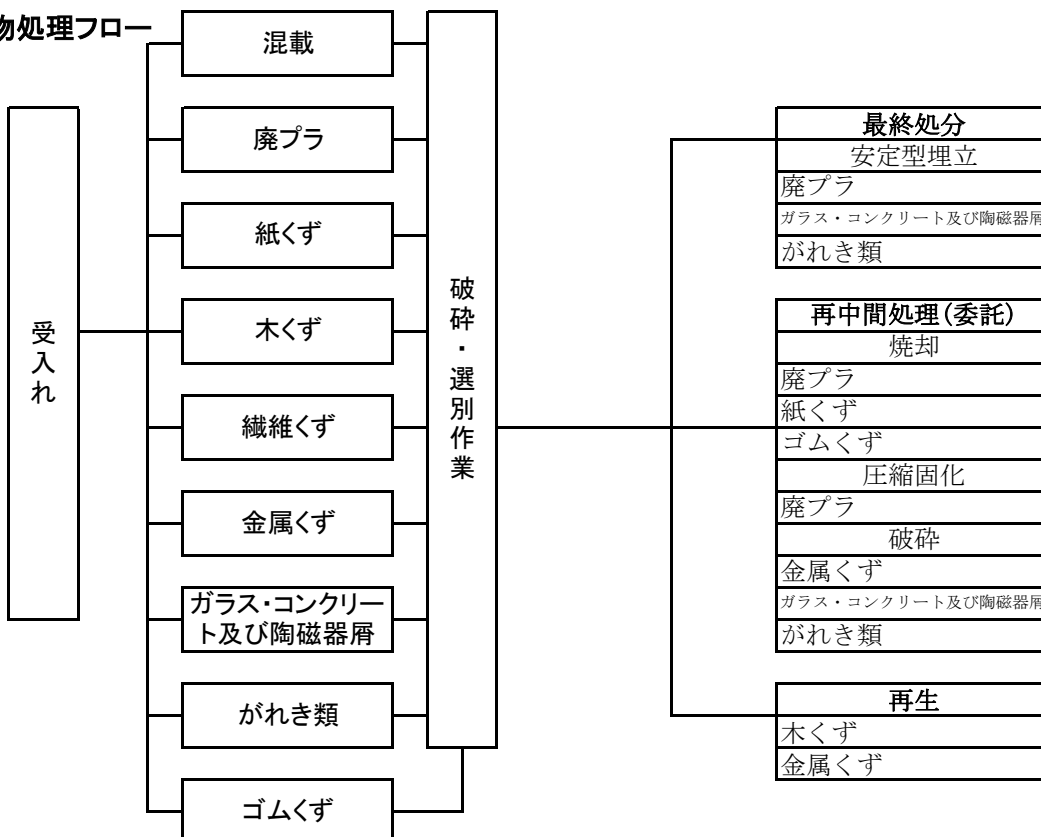 物処理フロー
受入れ
混載
廃プラ
紙くず
木くず
繊維くず
金属くず
ガラス・コンクリー
ト及び陶磁器屑
がれき類
ゴムくず
破砕・選別作業
最終処分
安定型埋立
廃プラ
ガラス・コンクリート及び陶磁器屑
がれき類
再中間処理(委託)
焼却
廃プラ
紙くず
ゴムくず
圧縮固化
廃プラ
破砕
金属くず
ガラス・コンクリート及び陶磁器屑
がれき類
再生
木くず
金属くず